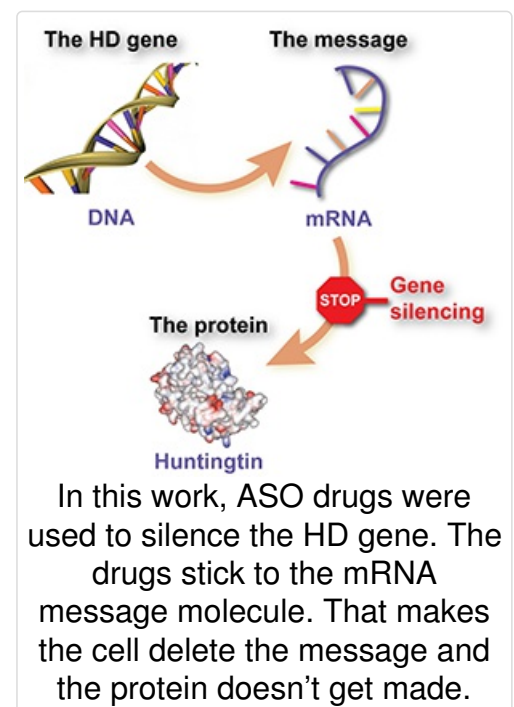 The HD gene
The message
DNA
mRNA
STOP
Gene
silencing
The protein
Huntingtin
In this work, ASO drugs were
used to silence the HD gene. The
drugs stick to the mRNA
message molecule. That makes
the cell delete the message and
the protein doesn’t get made.